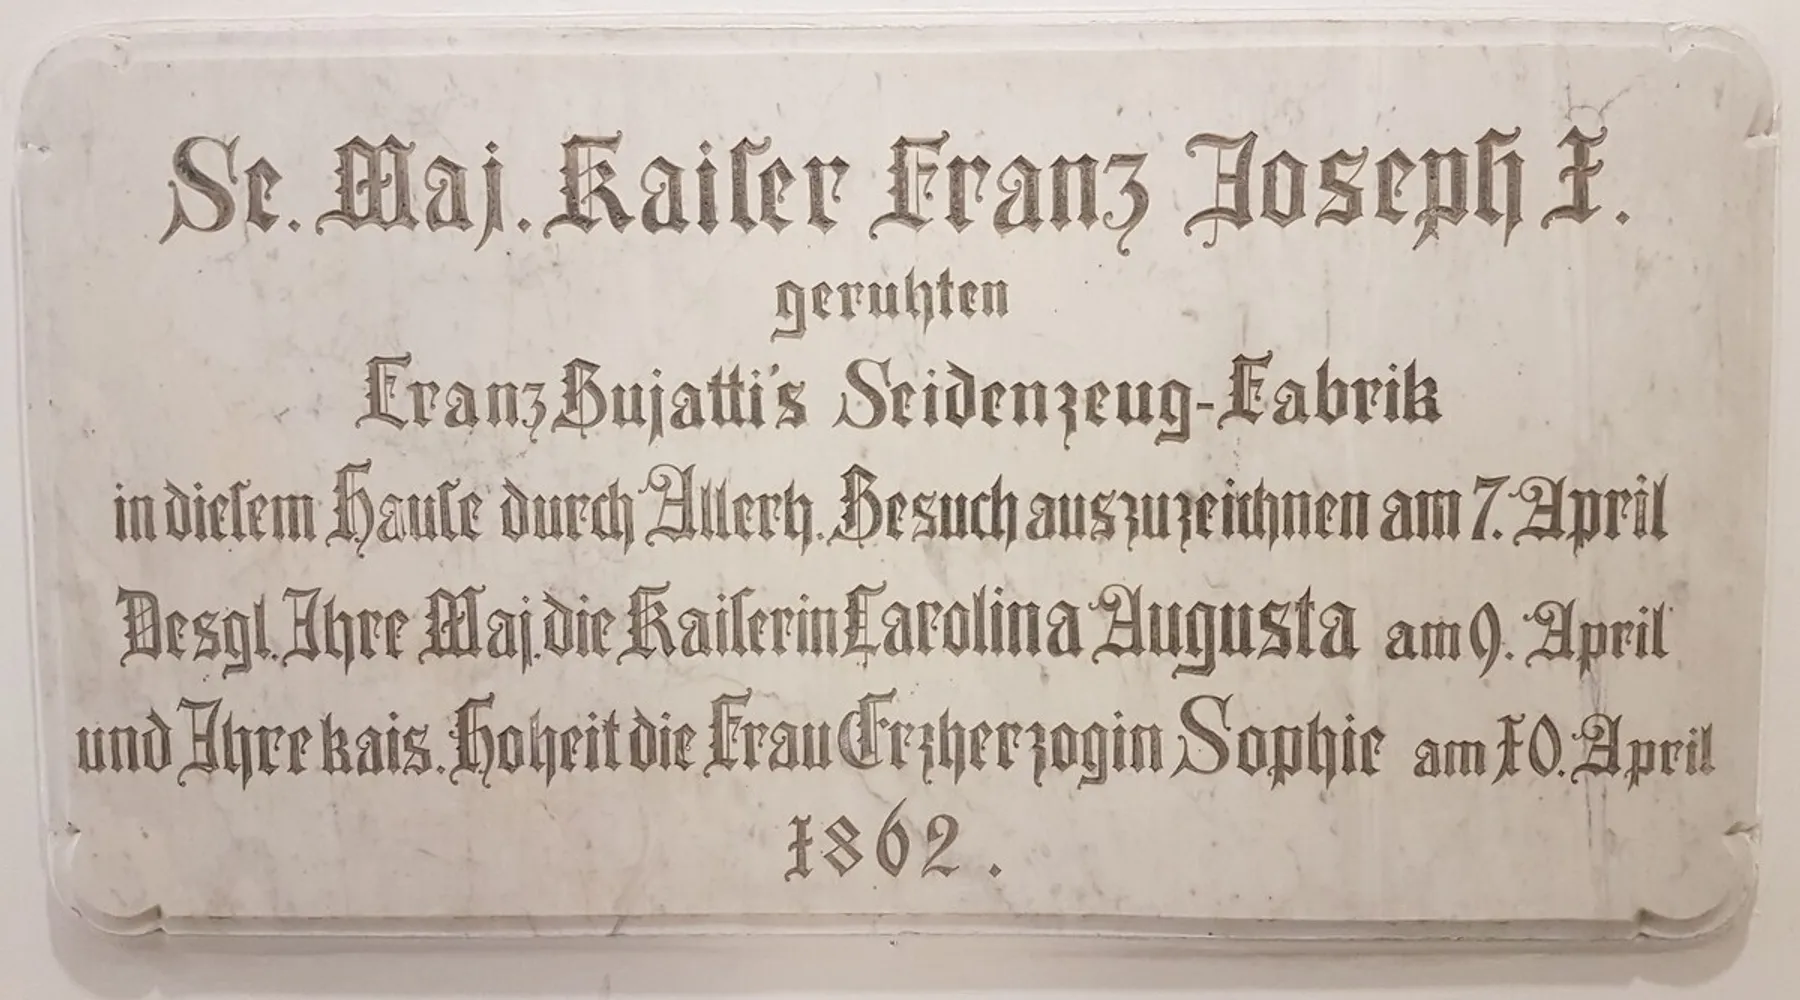 Se. Maj. Kaiſer Franz Joseph I.
geruhten
Franz Bujatti's Seidenzeug-Fabrik
in dieſem Hauſe durch Allerh. Besuch auszuzeichnen am 7. April
Desgl. Ihre Maj. die Kaiſerin Carolina Augusta am 9. April
und Ihre kais. Hoheit die Frau Erzherzogin Sophie am 10. April
1862.